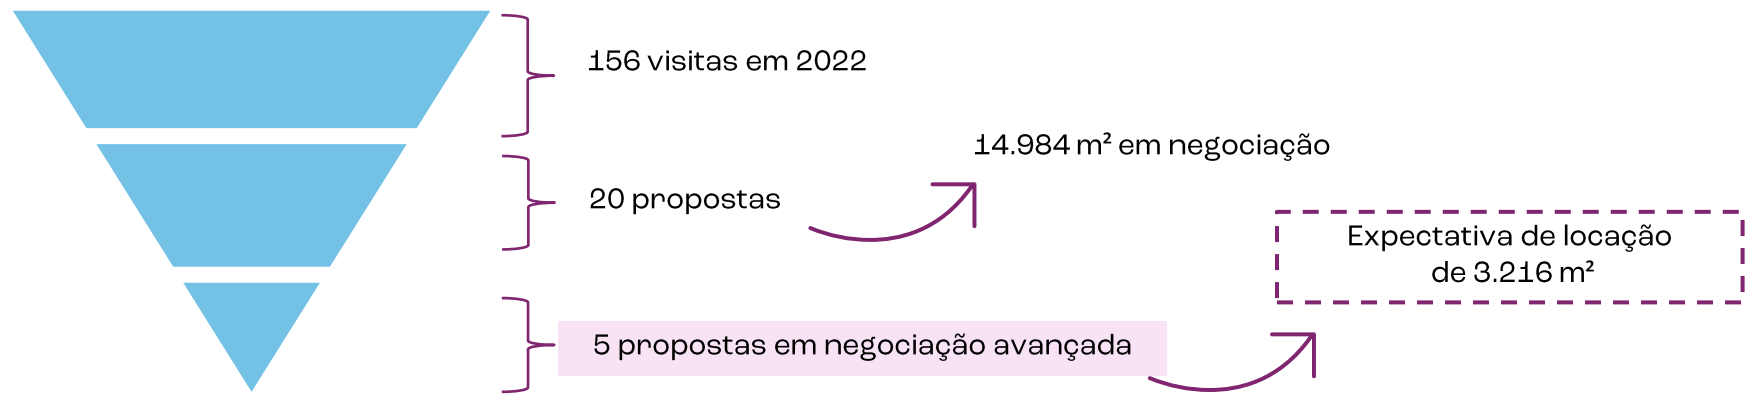 156 visitas em 2022
14.984 m² em negociação
20 propostas
Expectativa de locação
de 3.216 m²
5 propostas em negociação avançada